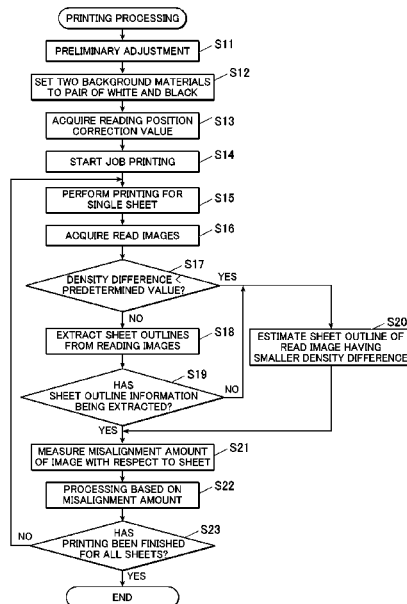 PRINTING PROCESSING
PRELIMINARY ADJUSTMENT
S11
SET TWO BACKGROUND MATERIALS
TO PAIR OF WHITE AND BLACK
S12
ACQUIRE READING POSITION
CORRECTION VALUE
S13
START JOB PRINTING
S14
PERFORM PRINTING FOR
SINGLE SHEET
S15
ACQUIRE READ IMAGES
S16
DENSITY DIFFERENCE <
PREDETERMINED VALUE?
S17
YES
NO
EXTRACT SHEET OUTLINES
FROM READING IMAGES
S18
ESTIMATE SHEET OUTLINE OF
READ IMAGE HAVING
SMALLER DENSITY DIFFERENCE
S20
HAS
SHEET OUTLINE INFORMATION
BEING EXTRACTED?
S19
NO
YES
MEASURE MISALIGNMENT AMOUNT
OF IMAGE WITH RESPECT TO SHEET
S21
PROCESSING BASED ON
MISALIGNMENT AMOUNT
S22
HAS
PRINTING BEEN FINISHED
FOR ALL SHEETS?
S23
NO
YES
END